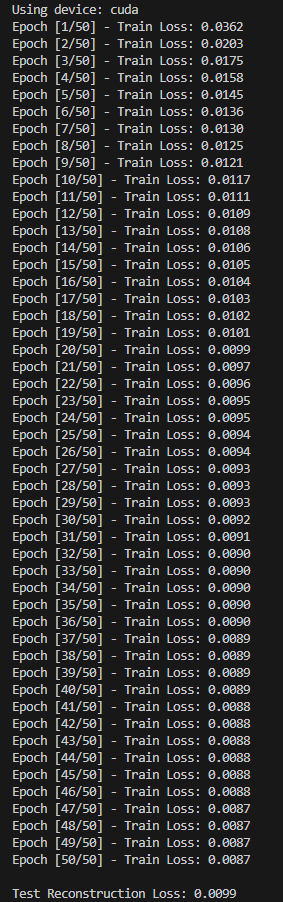 Using device: cuda
Epoch [1/50] - Train Loss: 0.0362
Epoch [2/50] - Train Loss: 0.0203
Epoch [3/50] - Train Loss: 0.0175
Epoch [4/50] - Train Loss: 0.0158
Epoch [5/50] - Train Loss: 0.0145
Epoch [6/50] - Train Loss: 0.0136
Epoch [7/50] - Train Loss: 0.0130
Epoch [8/50] - Train Loss: 0.0125
Epoch [9/50] - Train Loss: 0.0121
Epoch [10/50] - Train Loss: 0.0117
Epoch [11/50] - Train Loss: 0.0111
Epoch [12/50] - Train Loss: 0.0109
Epoch [13/50] - Train Loss: 0.0108
Epoch [14/50] - Train Loss: 0.0106
Epoch [15/50] - Train Loss: 0.0105
Epoch [16/50] - Train Loss: 0.0104
Epoch [17/50] - Train Loss: 0.0103
Epoch [18/50] - Train Loss: 0.0102
Epoch [19/50] - Train Loss: 0.0101
Epoch [20/50] - Train Loss: 0.0099
Epoch [21/50] - Train Loss: 0.0097
Epoch [22/50] - Train Loss: 0.0096
Epoch [23/50] - Train Loss: 0.0095
Epoch [24/50] - Train Loss: 0.0095
Epoch [25/50] - Train Loss: 0.0094
Epoch [26/50] - Train Loss: 0.0094
Epoch [27/50] - Train Loss: 0.0093
Epoch [28/50] - Train Loss: 0.0093
Epoch [29/50] - Train Loss: 0.0093
Epoch [30/50] - Train Loss: 0.0092
Epoch [31/50] - Train Loss: 0.0091
Epoch [32/50] - Train Loss: 0.0090
Epoch [33/50] - Train Loss: 0.0090
Epoch [34/50] - Train Loss: 0.0090
Epoch [35/50] - Train Loss: 0.0090
Epoch [36/50] - Train Loss: 0.0090
Epoch [37/50] - Train Loss: 0.0089
Epoch [38/50] - Train Loss: 0.0089
Epoch [39/50] - Train Loss: 0.0089
Epoch [40/50] - Train Loss: 0.0089
Epoch [41/50] - Train Loss: 0.0088
Epoch [42/50] - Train Loss: 0.0088
Epoch [43/50] - Train Loss: 0.0088
Epoch [44/50] - Train Loss: 0.0088
Epoch [45/50] - Train Loss: 0.0088
Epoch [46/50] - Train Loss: 0.0088
Epoch [47/50] - Train Loss: 0.0087
Epoch [48/50] - Train Loss: 0.0087
Epoch [49/50] - Train Loss: 0.0087
Epoch [50/50] - Train Loss: 0.0087
Test Reconstruction Loss: 0.0099